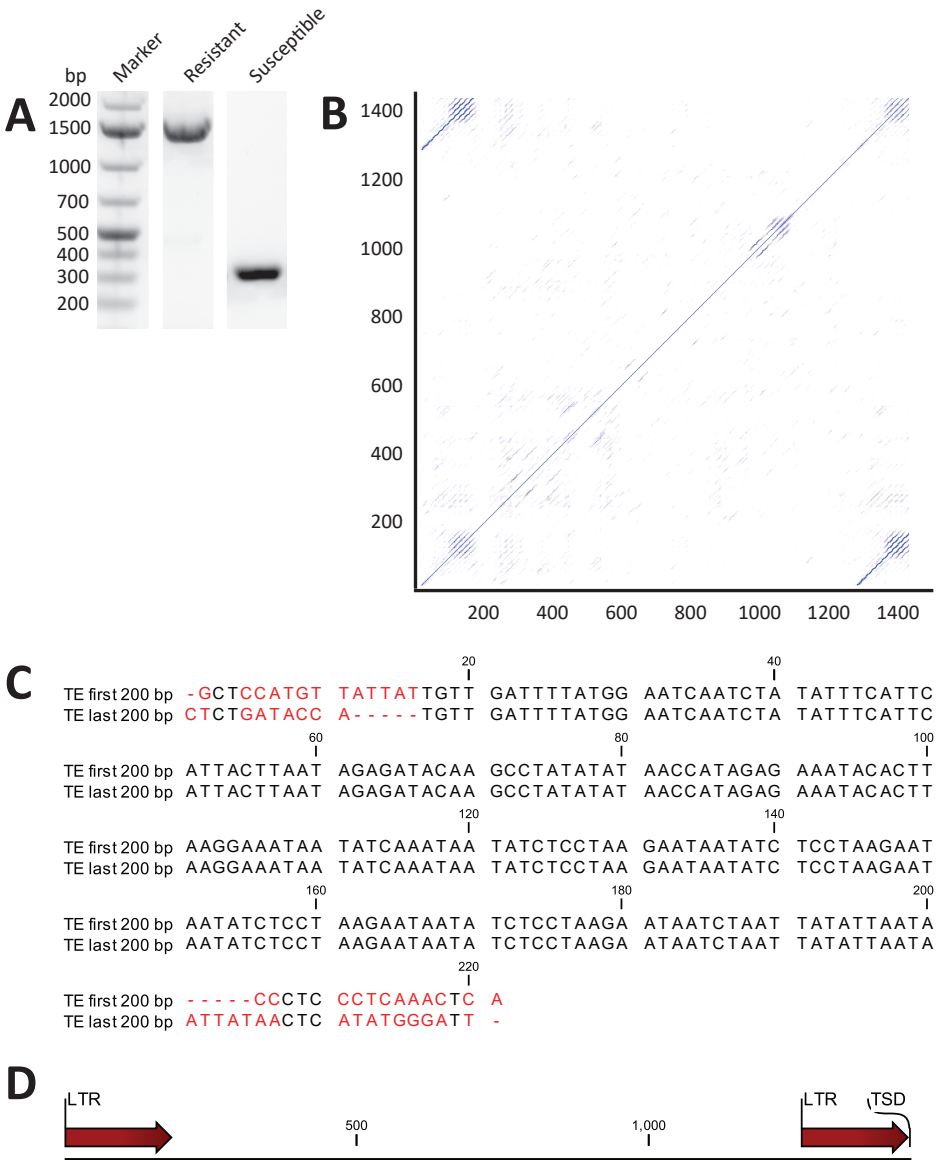 A
bp
Marker
Resistant
Susceptible
2000
1500
1000
700
500
400
300
200
B
1400
1200
1000
800
600
400
200
200 400 600 800 1000 1200 1400
C
20 40
TE first 200 bp -GCTCCATGT TATTATTGTT GATTTTATGG AATCAATCTA TATTTCATTC
TE last 200 bp CTCTGATACC A-----TGTT GATTTTATGG AATCAATCTA TATTTCATTC
60 80 100
TE first 200 bp ATTACTTAAT AGAGATACAA GCCTATATAT AACCATAGAG AAATACACTT
TE last 200 bp ATTACTTAAT AGAGATACAA GCCTATATAT AACCATAGAG AAATACACTT
120 140
TE first 200 bp AAGGAAATAA TATCAAATAA TATCTCCTAA GAATAATATC TCCTAAGAAT
TE last 200 bp AAGGAAATAA TATCAAATAA TATCTCCTAA GAATAATATC TCCTAAGAAT
160 180 200
TE first 200 bp AATATCTCCT AAGAATAATA TCTCCTAAGA ATAATCTAAT TATATTAATA
TE last 200 bp AATATCTCCT AAGAATAATA TCTCCTAAGA ATAATCTAAT TATATTAATA
220
TE first 200 bp -----CCCTC CCTCAAACTC A
TE last 200 bp ATTATAACTC ATATGGGATT -
D
LTR LTR TSD
500 1,000